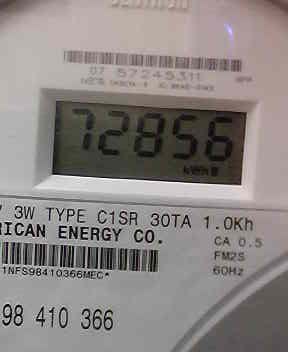 07 57245311
72856
kWh
3W TYPE C1SR 30TA 1.0Kh
RICAN ENERGY CO.
CA 0.5
FM2S
60Hz
1NFS98410366MEC*
98 410 366